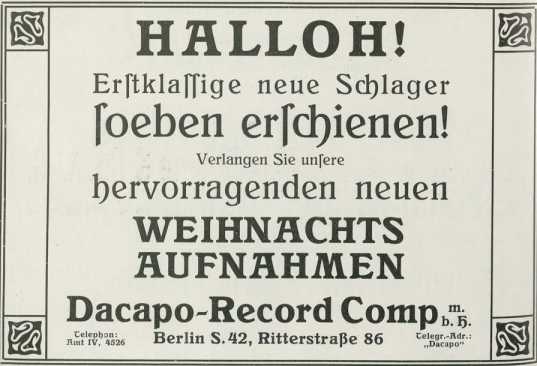 HALLOH!
Erſtklaſſige neue Schlager
ſoeben erſchienen!
Verlangen Sie unſere
hervorragenden neuen
WEIHNACHTS
AUFNAHMEN
Dacapo-Record Comp. m. b. H.
Telephon:
Amt IV, 4526
Berlin S. 42, Ritterstraße 86
Telegr.-Adr.:
„Dacapo“